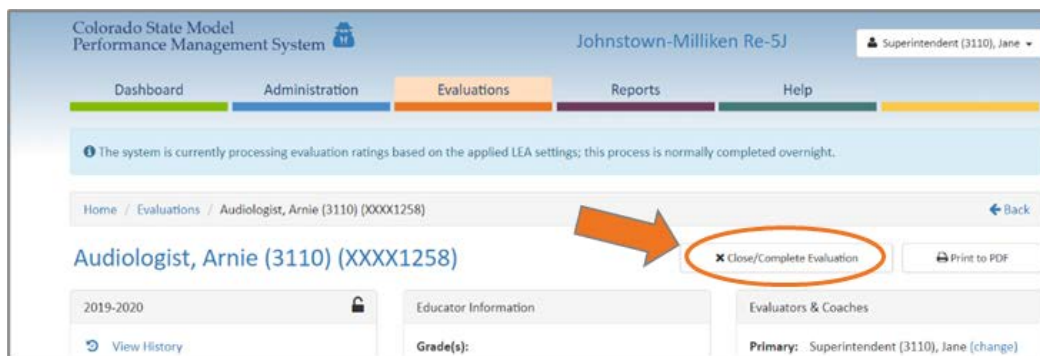 Colorado State Model
Performance Management System
Johnstown-Milliken Re-5J
Superintendent (3110), Jane
Dashboard
Administration
Evaluations
Reports
Help
The system is currently processing evaluation ratings based on the applied LEA settings; this process is normally completed overnight.
Home / Evaluations / Audiologist, Arnie (3110) (XXXX1258)
Back
Audiologist, Arnie (3110) (XXXX1258)
Close/Complete Evaluation
Print to PDF
2019-2020
Educator Information
Evaluators & Coaches
View History
Grade(s):
Primary: Superintendent (3110), Jane (change)